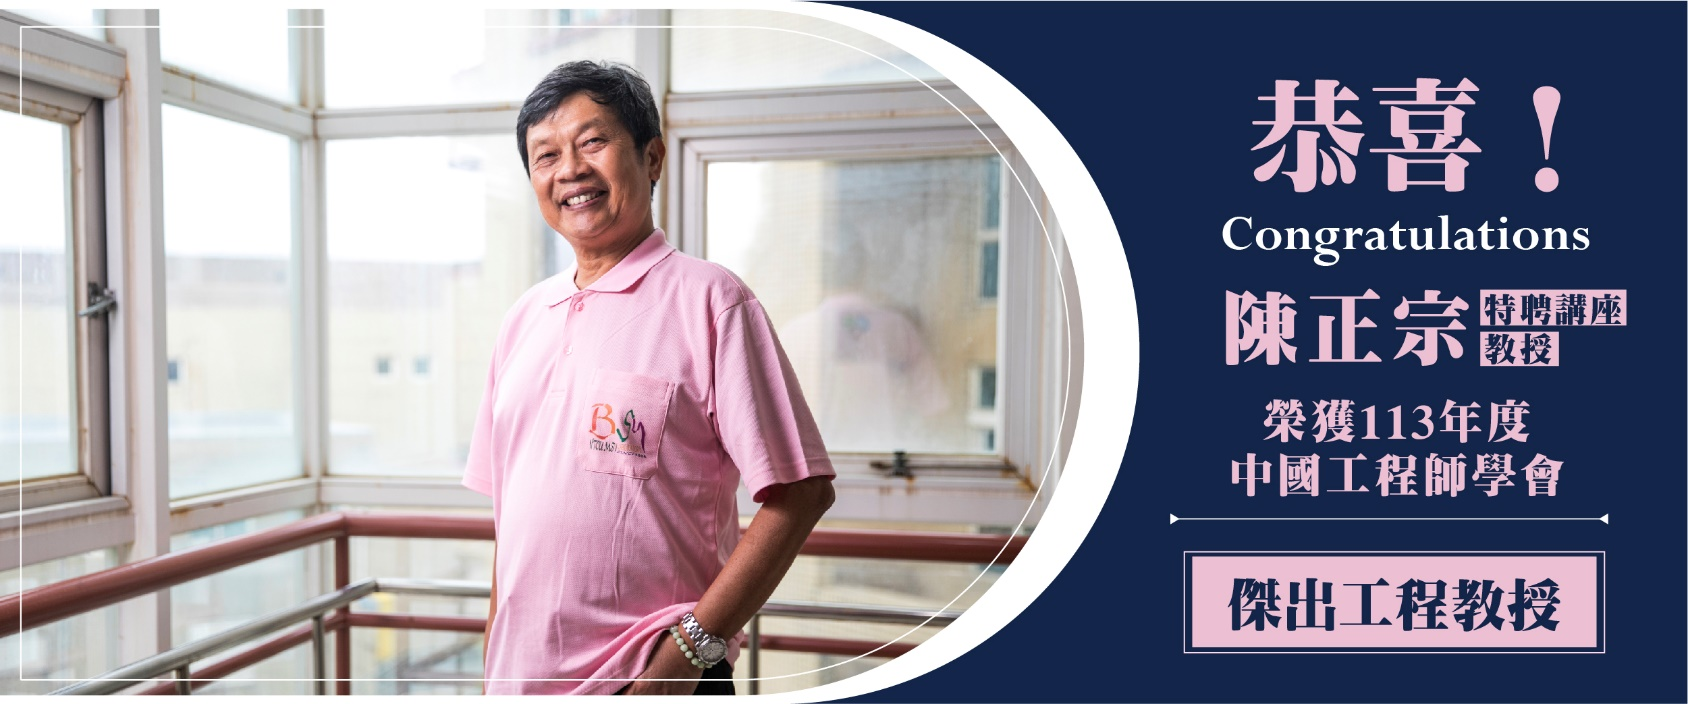 恭喜！
Congratulations
陳正宗 特聘講座
教授
榮獲113年度
中國工程師學會
傑出工程教授